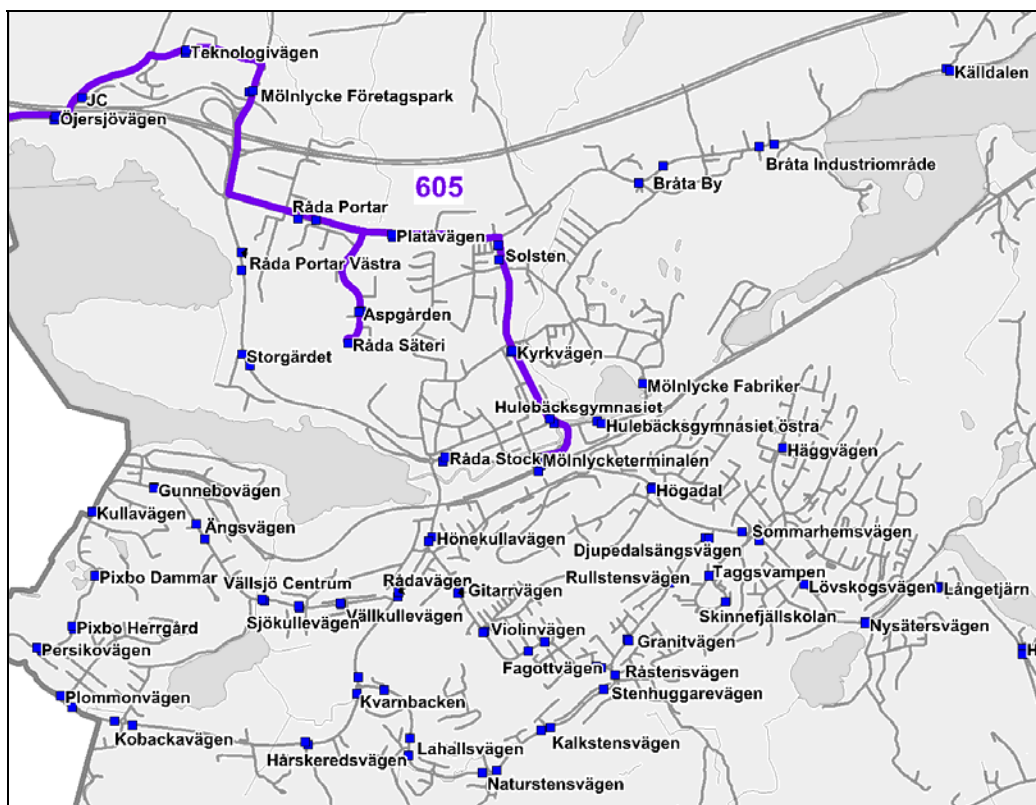 Teknologivägen
Källdalen
JC
Mölnlycke Företagspark
Öjersjövägen
Bråta Industriområde
605
Bråta By
Råda Portar
Platåvägen
Solsten
Råda Portar Västra
Aspgården
Råda Säteri
Kyrkvägen
Storgärdet
Mölnlycke Fabriker
Hulebäcksgymnasiet
Hulebäcksgymnasiet östra
Häggvägen
Råda Stock
Mölnlycketerminalen
Gunnebovägen
Högadal
Kullavägen
Ängsvägen
Sommarhemsvägen
Hönekullavägen
Djupedalsängsvägen
Pixbo Dammar
Vällsjö Centrum
Rådavägen
Gitarrvägen
Rullstensvägen
Taggsvampen
Lövskogsvägen
Långetjärn
Sjökullevägen
Vällkullevägen
Skinnefjällskolan
Nysätersvägen
Pixbo Herrgård
Violinvägen
Granitvägen
Persikovägen
H
Fagottvägen
Råstensvägen
Plommonvägen
Kvarnbacken
Stenhuggarevägen
Kobackavägen
Kalkstensvägen
Lahallsvägen
Hårskeredsvägen
Naturstensvägen